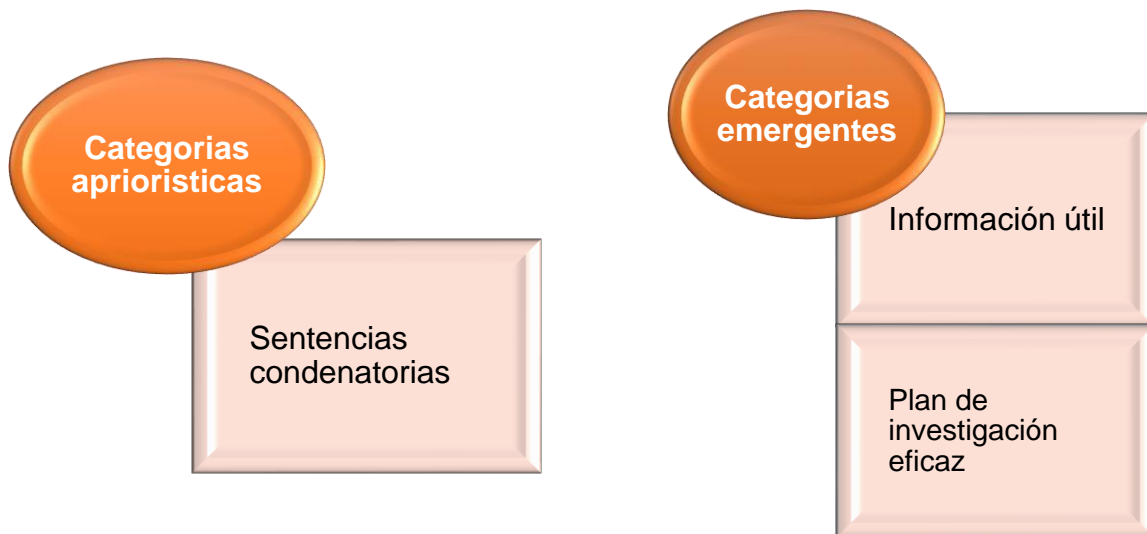 Categorias
aprioristicas
Sentencias
condenatorias
Categorias
emergentes
Información útil
Plan de
investigación
eficaz